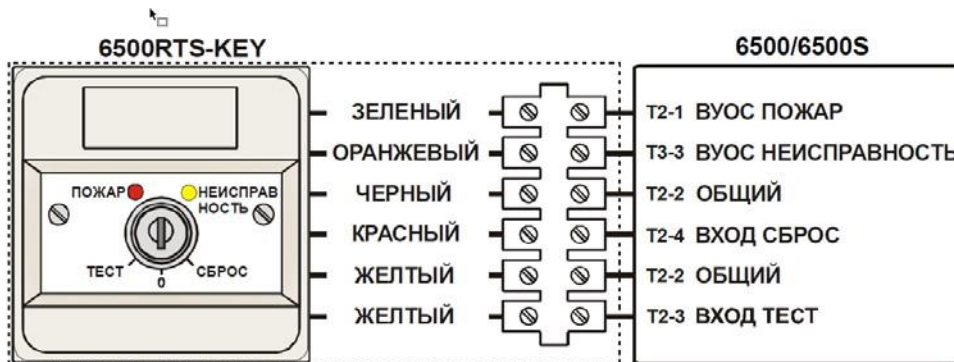 6500RTS-KEY
6500/6500S
ПОЖАР
НЕИСПРАВ
НОСТЬ
ТЕСТ
0
СБРОС
ЗЕЛЕНЫЙ
ОРАНЖЕВЫЙ
ЧЕРНЫЙ
КРАСНЫЙ
ЖЕЛТЫЙ
ЖЕЛТЫЙ
T2-1 ВУОС ПОЖАР
T3-3 ВУОС НЕИСПРАВНОСТЬ
T2-2 ОБЩИЙ
T2-4 ВХОД СБРОС
T2-2 ОБЩИЙ
T2-3 ВХОД ТЕСТ